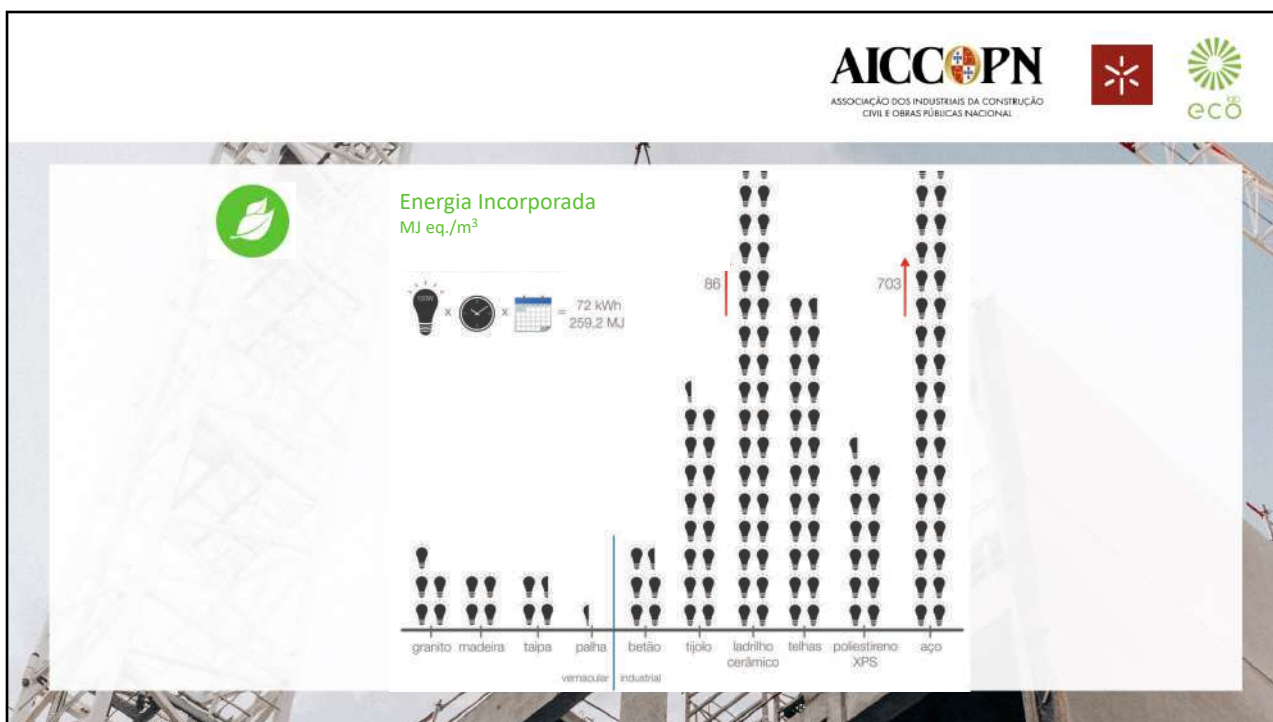 AICCOPN
ASSOCIAÇÃO DOS INDUSTRIAIS DA CONSTRUÇÃO
CIVIL E OBRAS PÚBLICAS NACIONAL
eco
Energia Incorporada
MJ eq./m³
100W
x x = 72 kWh
259,2 MJ
86
703
granito madeira taipa palha betão tijolo ladrilho cerâmico telhas poliestireno XPS aço
vernacular industrial